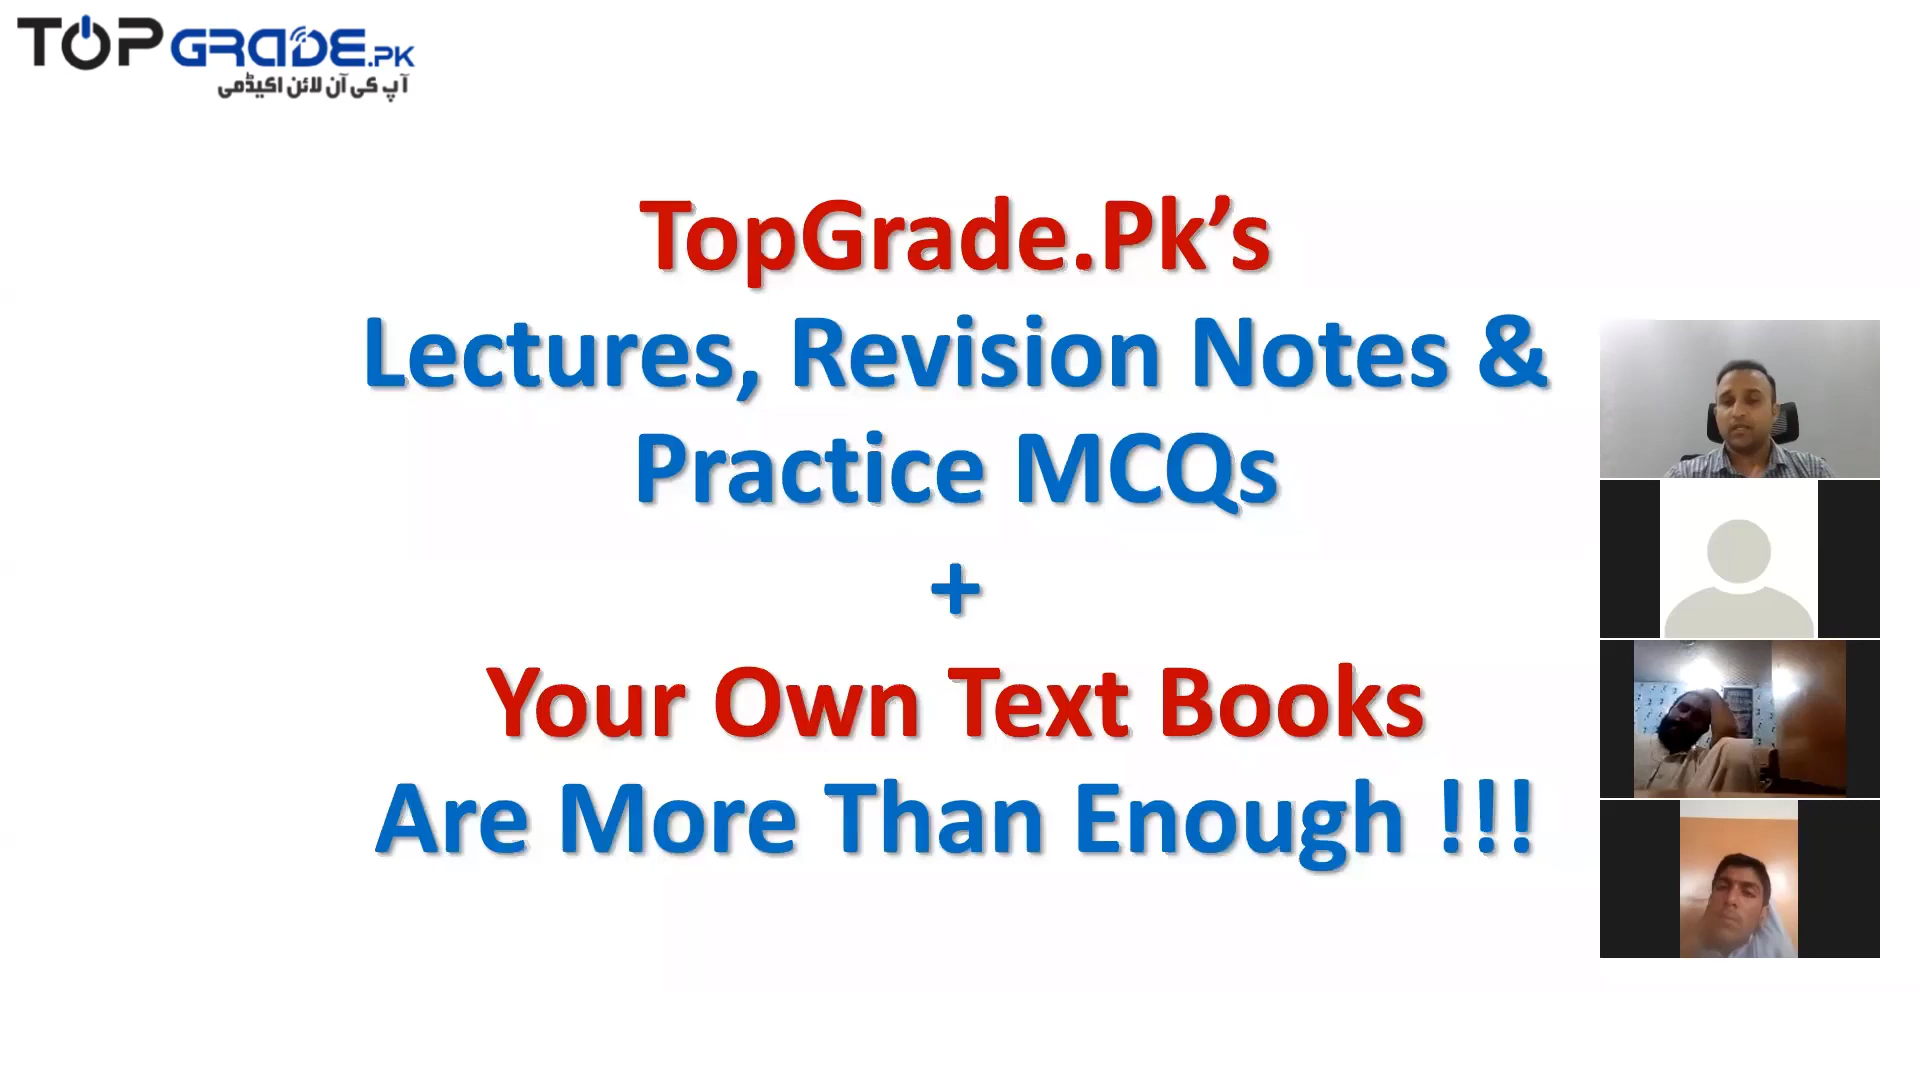 TOPGRADE.PK
آپ کی آن لائن اکیڈمی
TopGrade.Pk’s
Lectures, Revision Notes &
Practice MCQs
+
Your Own Text Books
Are More Than Enough !!!